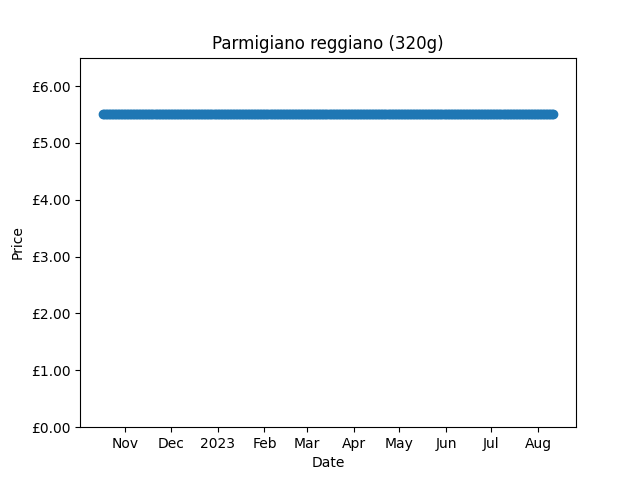 Parmigiano reggiano (320g)
£6.00
£5.00
£4.00
£3.00
£2.00
£1.00
£0.00
Price
Nov Dec 2023 Feb Mar Apr May Jun Jul Aug
Date